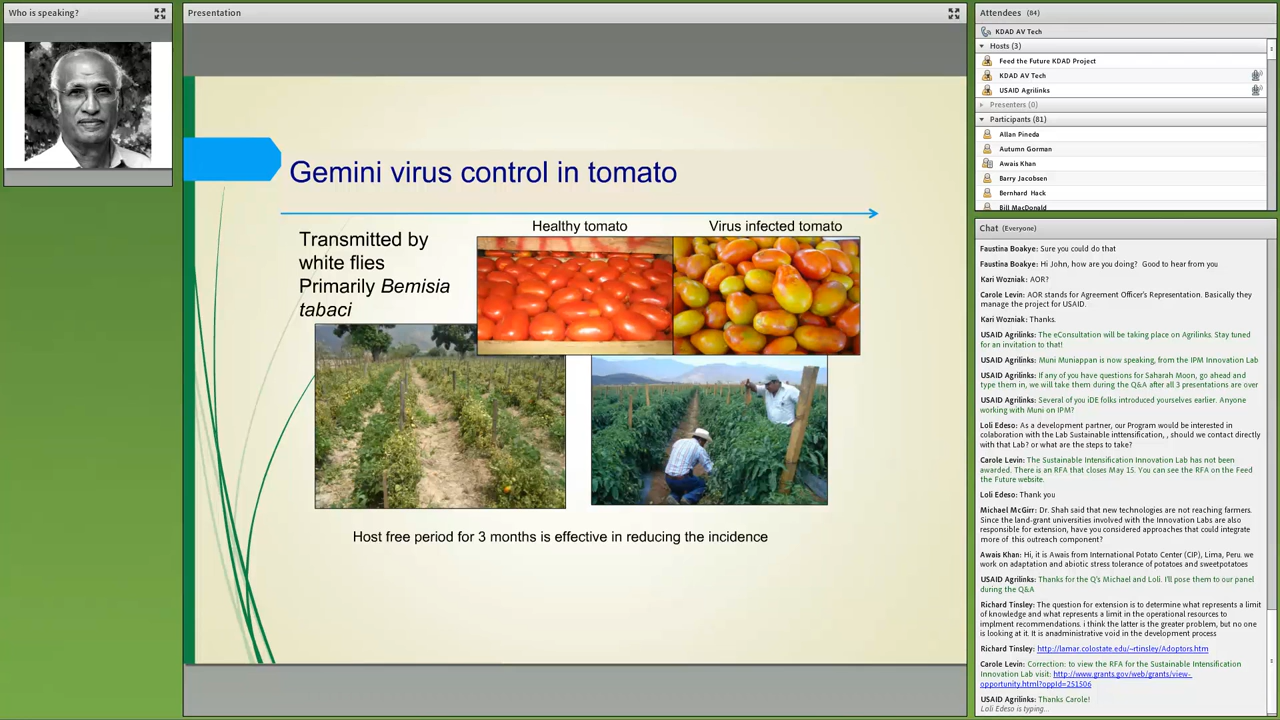 Who is speaking?
Presentation
Gemini virus control in tomato
Transmitted by
white flies
Primarily Bemisia
tabaci
Healthy tomato
Virus infected tomato
Host free period for 3 months is effective in reducing the incidence
Attendees (84)
KDAD AV Tech
Hosts (3)
Feed the Future KDAD Project
KDAD AV Tech
USAID Agrilinks
Presenters (0)
Participants (81)
Allan Pineda
Autumn Gorman
Awais Khan
Barry Jacobsen
Bernhard Hack
Bill MacDonald
Chat (Everyone)
Faustina Boakye: Sure you could do that
Faustina Boakye: Hi John, how are you doing? Good to hear from you
Kari Wozniak: AOR?
Carole Levin: AOR stands for Agreement Officer's Representation. Basically they
manage the project for USAID.
Kari Wozniak: Thanks.
USAID Agrilinks: The eConsultation will be taking place on Agrilinks. Stay tuned
for an invitation to that!
USAID Agrilinks: Muni Muniappan is now speaking, from the IPM Innovation Lab
USAID Agrilinks: If any of you have questions for Saharah Moon, go ahead and
type them in, we will take them during the Q&A after all 3 presentations are over
USAID Agrilinks: Several of you iDE folks introduced yourselves earlier. Anyone
working with Muni on IPM?
Loli Edeso: As a development partner, our Program would be interested in
colaboration with the Lab Sustainable inttensification, , should we contact directly
with that Lab? or what are the steps to take?
Carole Levin: The Sustainable Intensification Innovation Lab has not been
awarded. There is an RFA that closes May 15. You can see the RFA on the Feed
the Future website.
Loli Edeso: Thank you
Michael McGirr: Dr. Shah said that new technologies are not reaching farmers.
Since the land-grant universities involved with the Innovation Labs are also
responsible for extension, have you considered approaches that could integrate
more of this outreach component?
Awais Khan: Hi, it is Awais from International Potato Center (CIP), Lima, Peru. we
work on adaptation and abiotic stress tolerance of potatoes and sweetpotatoes
USAID Agrilinks: Thanks for the Q's Michael and Loli. I'll pose them to our panel
during the Q&A
Richard Tinsley: The question for extension is to determine what represents a limit
of knowledge and what represents a limit in the operational resources to
implment recommendations. i think the latter is the greater problem, but no one
is looking at it. It is anadministrative void in the development process
Richard Tinsley: http://lamar.colostate.edu/~rtinsley/Adoptors.htm
Carole Levin: Correction: to view the RFA for the Sustainable Intensification
Innovation Lab visit: http://www.grants.gov/web/grants/view-
opportunity.html?oppId=251506
USAID Agrilinks: Thanks Carole!
Loli Edeso is typing...